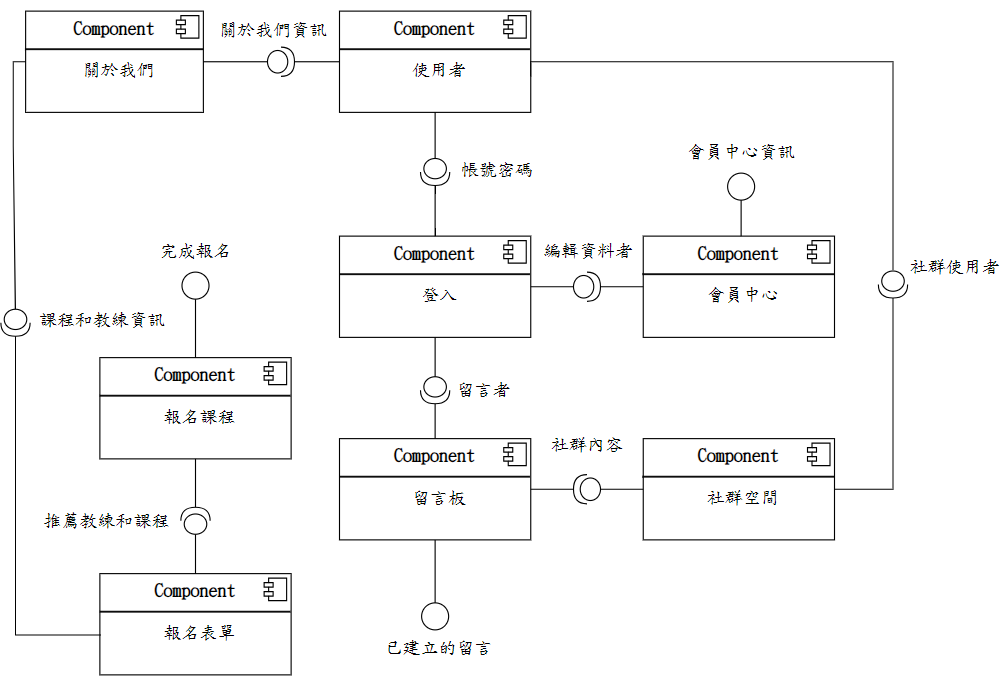 Component
關於我們
關於我們資訊
Component
使用者
帳號密碼
會員中心資訊
完成報名
Component
登入
編輯資料者
Component
會員中心
社群使用者
課程和教練資訊
Component
報名課程
留言者
Component
留言板
社群內容
Component
社群空間
推薦教練和課程
Component
報名表單
已建立的留言